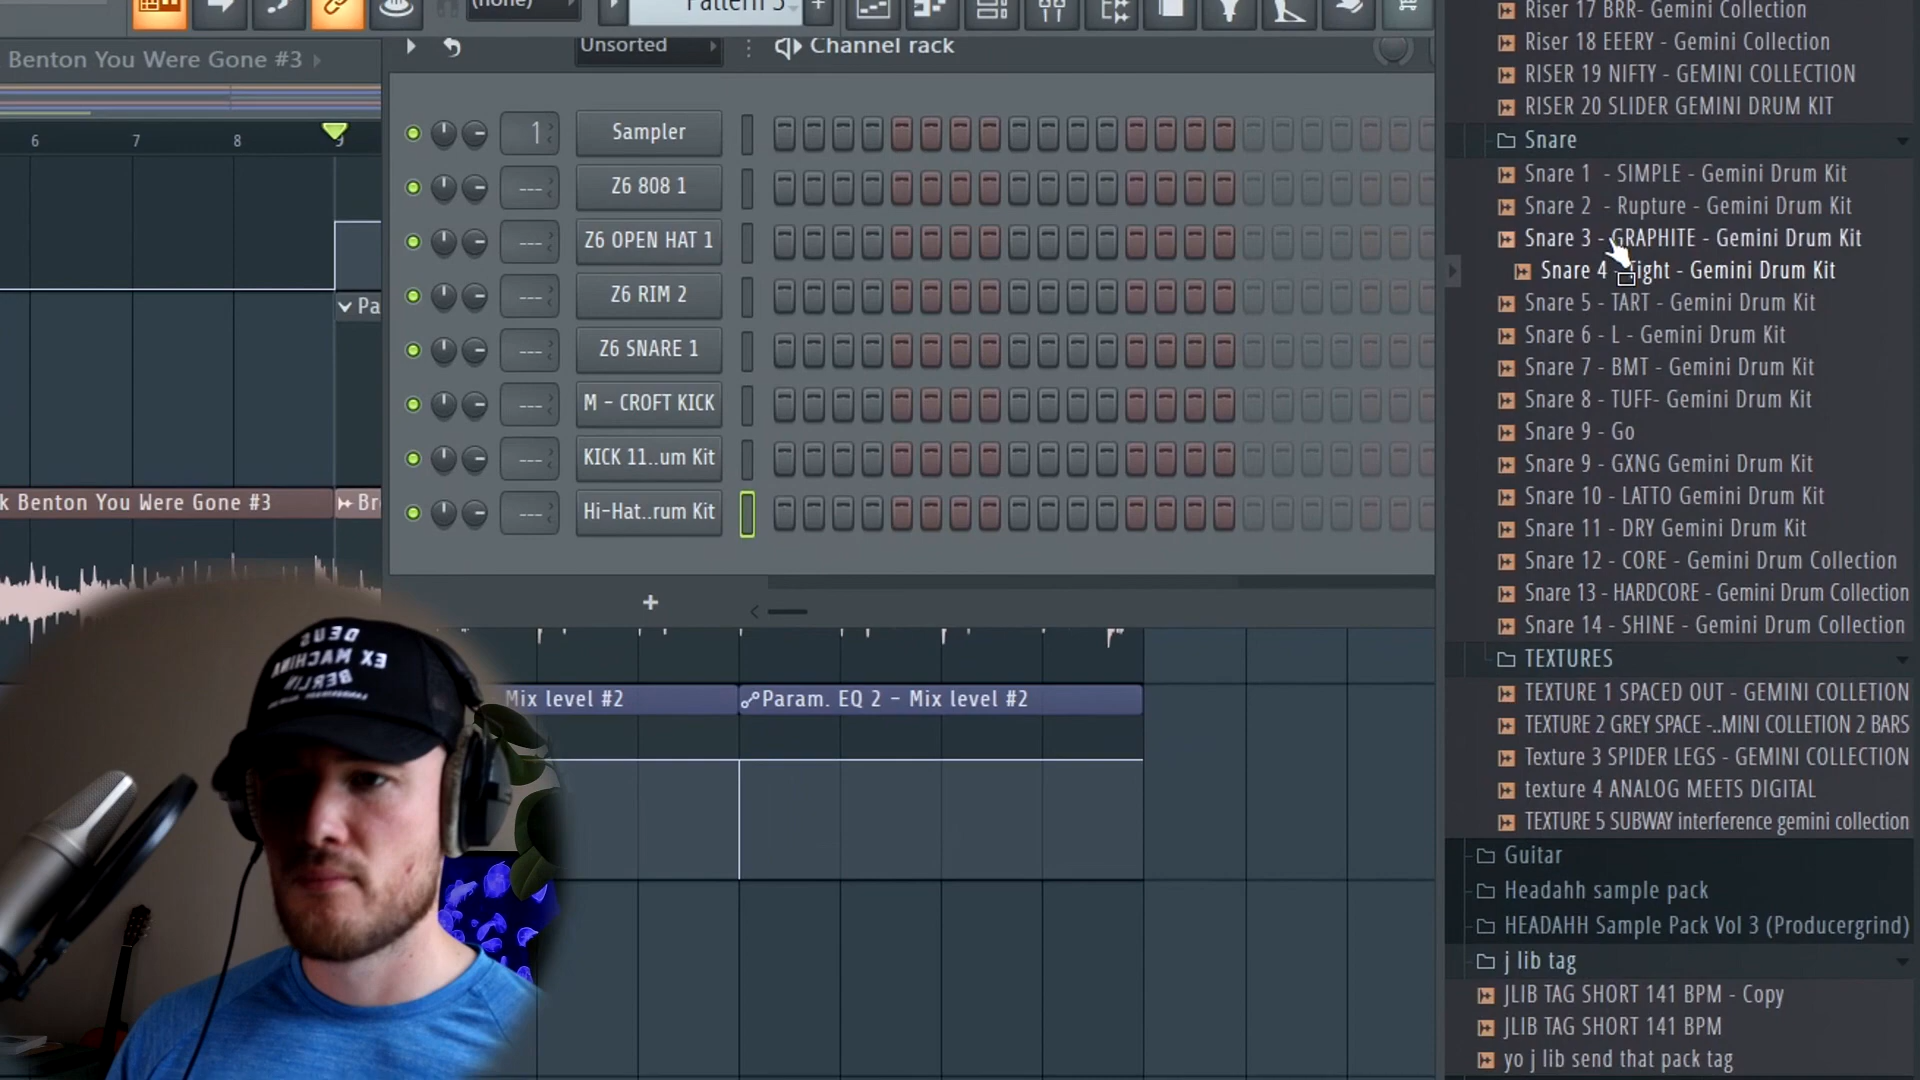 (none)
Pattern 5
Benton You Were Gone #3
Unsorted
Channel rack
6 7 8 9
1
Sampler
--- Z6 808 1
--- Z6 OPEN HAT 1
--- Z6 RIM 2
--- Z6 SNARE 1
--- M - CROFT KICK
--- KICK 11..um Kit
--- Hi-Hat..rum Kit
+
Pa
k Benton You Were Gone #3
Br
Mix level #2
Param. EQ 2 - Mix level #2
DEUS
EX MACHINA
BERLIN
Riser 17 BRR- Gemini Collection
Riser 18 EEERY - Gemini Collection
RISER 19 NIFTY - GEMINI COLLECTION
RISER 20 SLIDER GEMINI DRUM KIT
Snare
Snare 1 - SIMPLE - Gemini Drum Kit
Snare 2 - Rupture - Gemini Drum Kit
Snare 3 - GRAPHITE - Gemini Drum Kit
Snare 4 - Tight - Gemini Drum Kit
Snare 5 - TART - Gemini Drum Kit
Snare 6 - L - Gemini Drum Kit
Snare 7 - BMT - Gemini Drum Kit
Snare 8 - TUFF- Gemini Drum Kit
Snare 9 - Go
Snare 9 - GXNG Gemini Drum Kit
Snare 10 - LATTO Gemini Drum Kit
Snare 11 - DRY Gemini Drum Kit
Snare 12 - CORE - Gemini Drum Collection
Snare 13 - HARDCORE - Gemini Drum Collection
Snare 14 - SHINE - Gemini Drum Collection
TEXTURES
TEXTURE 1 SPACED OUT - GEMINI COLLETION
TEXTURE 2 GREY SPACE -..MINI COLLETION 2 BARS
Texture 3 SPIDER LEGS - GEMINI COLLECTION
texture 4 ANALOG MEETS DIGITAL
TEXTURE 5 SUBWAY interference gemini collection
Guitar
Headahh sample pack
HEADAHH Sample Pack Vol 3 (Producergrind)
j lib tag
JLIB TAG SHORT 141 BPM - Copy
JLIB TAG SHORT 141 BPM
yo j lib send that pack tag